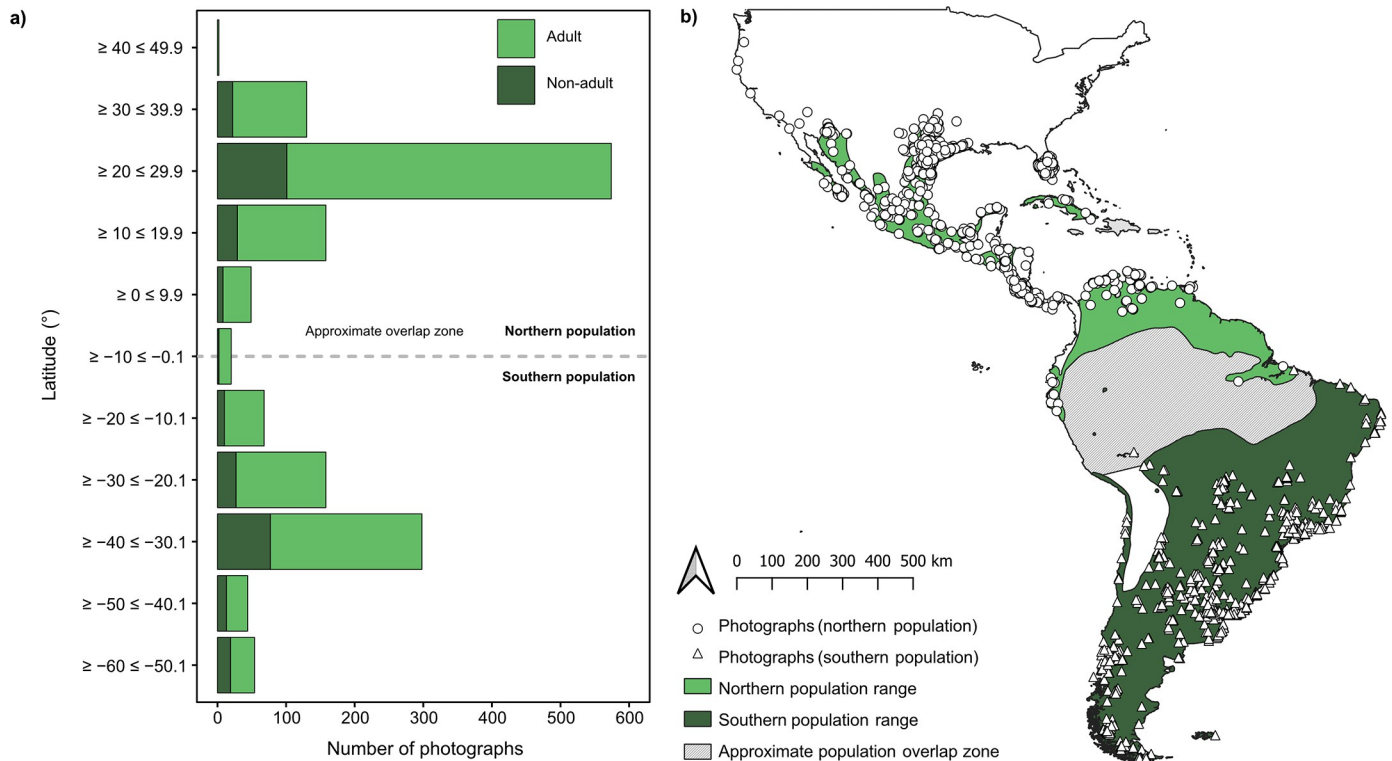 a)
Adult
Non-adult
≥ 40 ≤ 49.9
≥ 30 ≤ 39.9
≥ 20 ≤ 29.9
≥ 10 ≤ 19.9
≥ 0 ≤ 9.9
≥ −10 ≤ −0.1
≥ −20 ≤ −10.1
≥ −30 ≤ −20.1
≥ −40 ≤ −30.1
≥ −50 ≤ −40.1
≥ −60 ≤ −50.1
Latitude (°)
Approximate overlap zone
Northern population
Southern population
0 100 200 300 400 500 600
Number of photographs
b)
0 100 200 300 400 500 km
Photographs (northern population)
Photographs (southern population)
Northern population range
Southern population range
Approximate population overlap zone